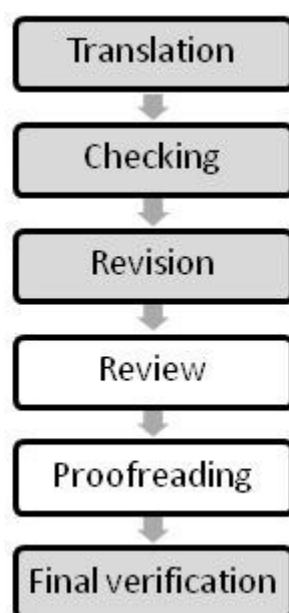 Translation
Checking
Revision
Review
Proofreading
Final verification